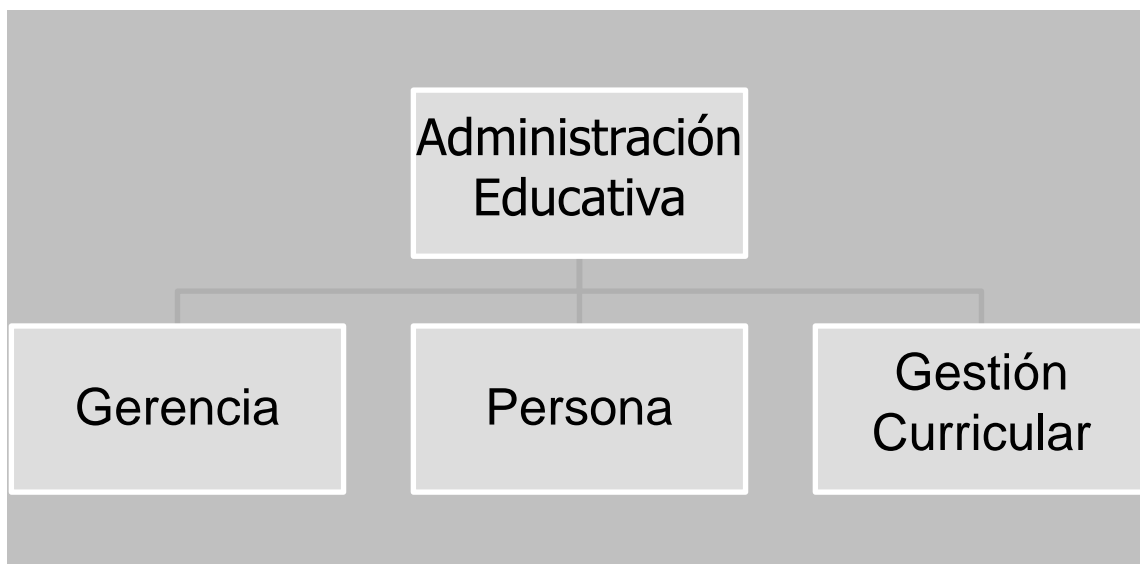 Administración
Educativa
Gerencia
Persona
Gestión
Curricular